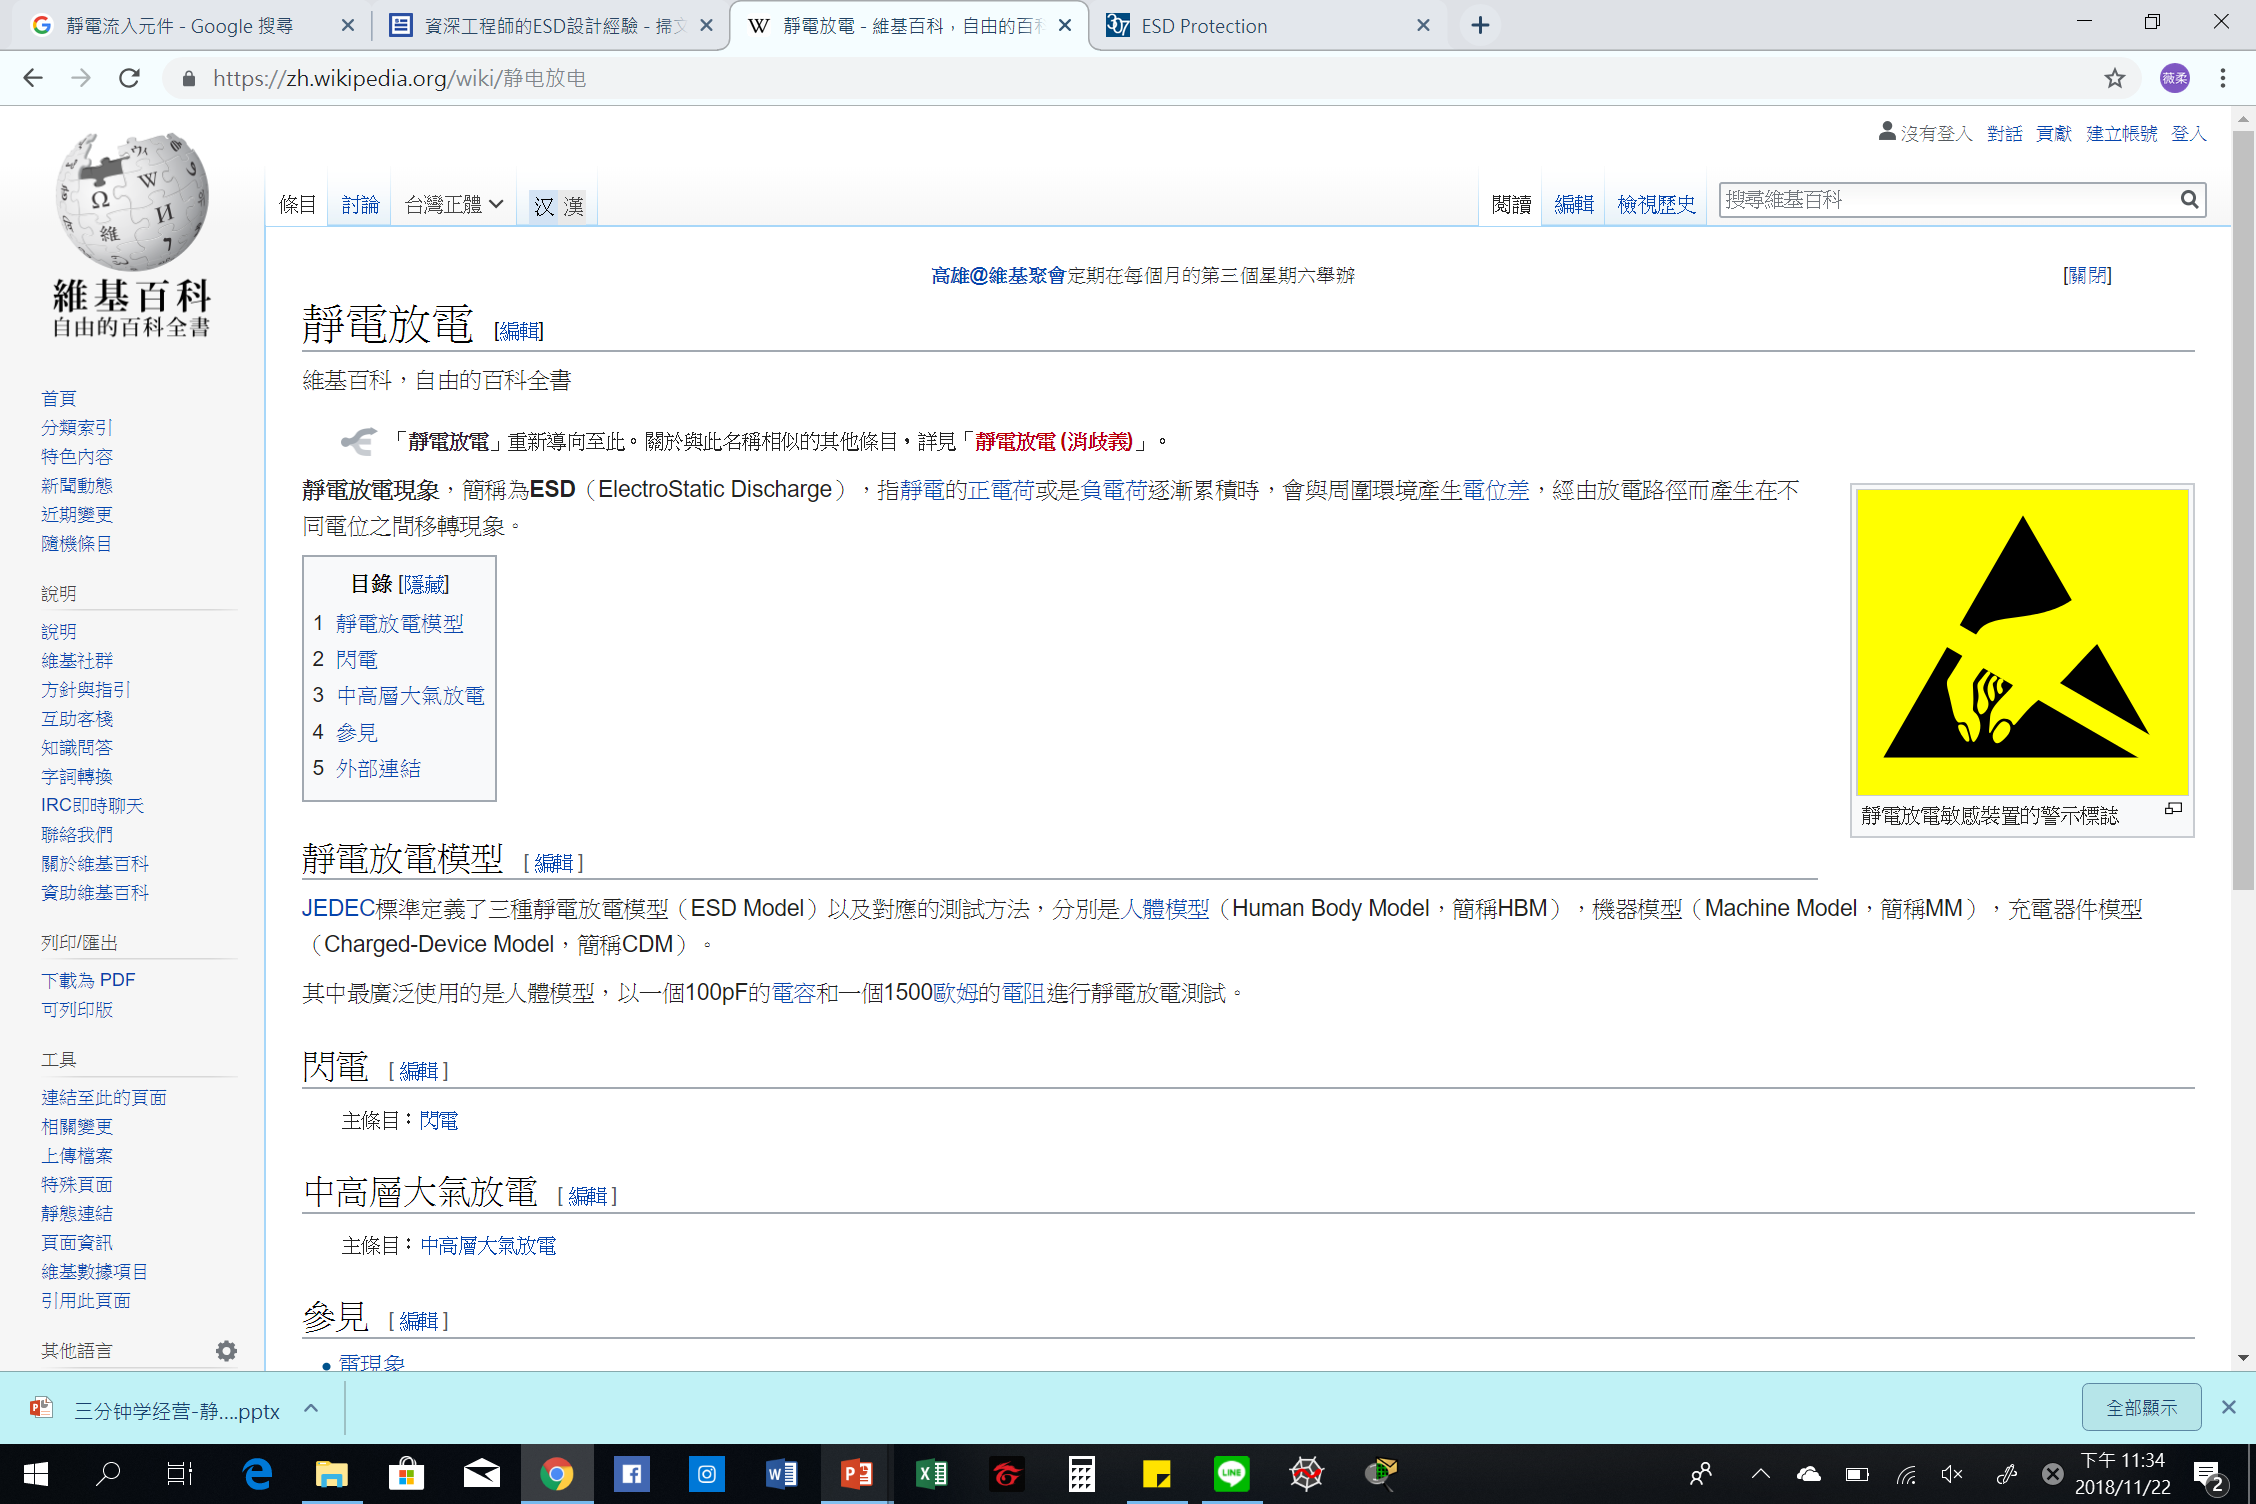 靜電流入元件 - Google 搜尋
資深工程師的ESD設計經驗 - 掃文
靜電放電 - 維基百科，自由的百科
ESD Protection
https://zh.wikipedia.org/wiki/静电放电
薇柔
維基百科
自由的百科全書
沒有登入 對話 貢獻 建立帳號 登入
條目 討論 台灣正體 汉 漢
閱讀 編輯 檢視歷史 搜尋維基百科
高雄@維基聚會定期在每個月的第三個星期六舉辦 [關閉]
靜電放電 [編輯]
維基百科，自由的百科全書
「靜電放電」重新導向至此。關於與此名稱相似的其他條目，詳見「靜電放電 (消歧義)」。
靜電放電現象，簡稱為ESD（ElectroStatic Discharge），指靜電的正電荷或是負電荷逐漸累積時，會與周圍環境產生電位差，經由放電路徑而產生在不
同電位之間移轉現象。
目錄 [隱藏]
1 靜電放電模型
2 閃電
3 中高層大氣放電
4 參見
5 外部連結
靜電放電敏感裝置的警示標誌
靜電放電模型 [ 編輯 ]
JEDEC標準定義了三種靜電放電模型（ESD Model）以及對應的測試方法，分別是人體模型（Human Body Model，簡稱HBM），機器模型（Machine Model，簡稱MM），充電器件模型
（Charged-Device Model，簡稱CDM）。
其中最廣泛使用的是人體模型，以一個100pF的電容和一個1500歐姆的電阻進行靜電放電測試。
閃電 [ 編輯 ]
主條目：閃電
中高層大氣放電 [ 編輯 ]
主條目：中高層大氣放電
參見 [ 編輯 ]
電現象
首頁
分類索引
特色內容
新聞動態
近期變更
隨機條目
說明
說明
維基社群
方針與指引
互助客棧
知識問答
字詞轉換
IRC即時聊天
聯絡我們
關於維基百科
資助維基百科
列印/匯出
下載為 PDF
可列印版
工具
連結至此的頁面
相關變更
上傳檔案
特殊頁面
靜態連結
頁面資訊
維基數據項目
引用此頁面
其他語言
三分钟学经营-静....pptx
全部顯示
下午 11:34
2018/11/22
2